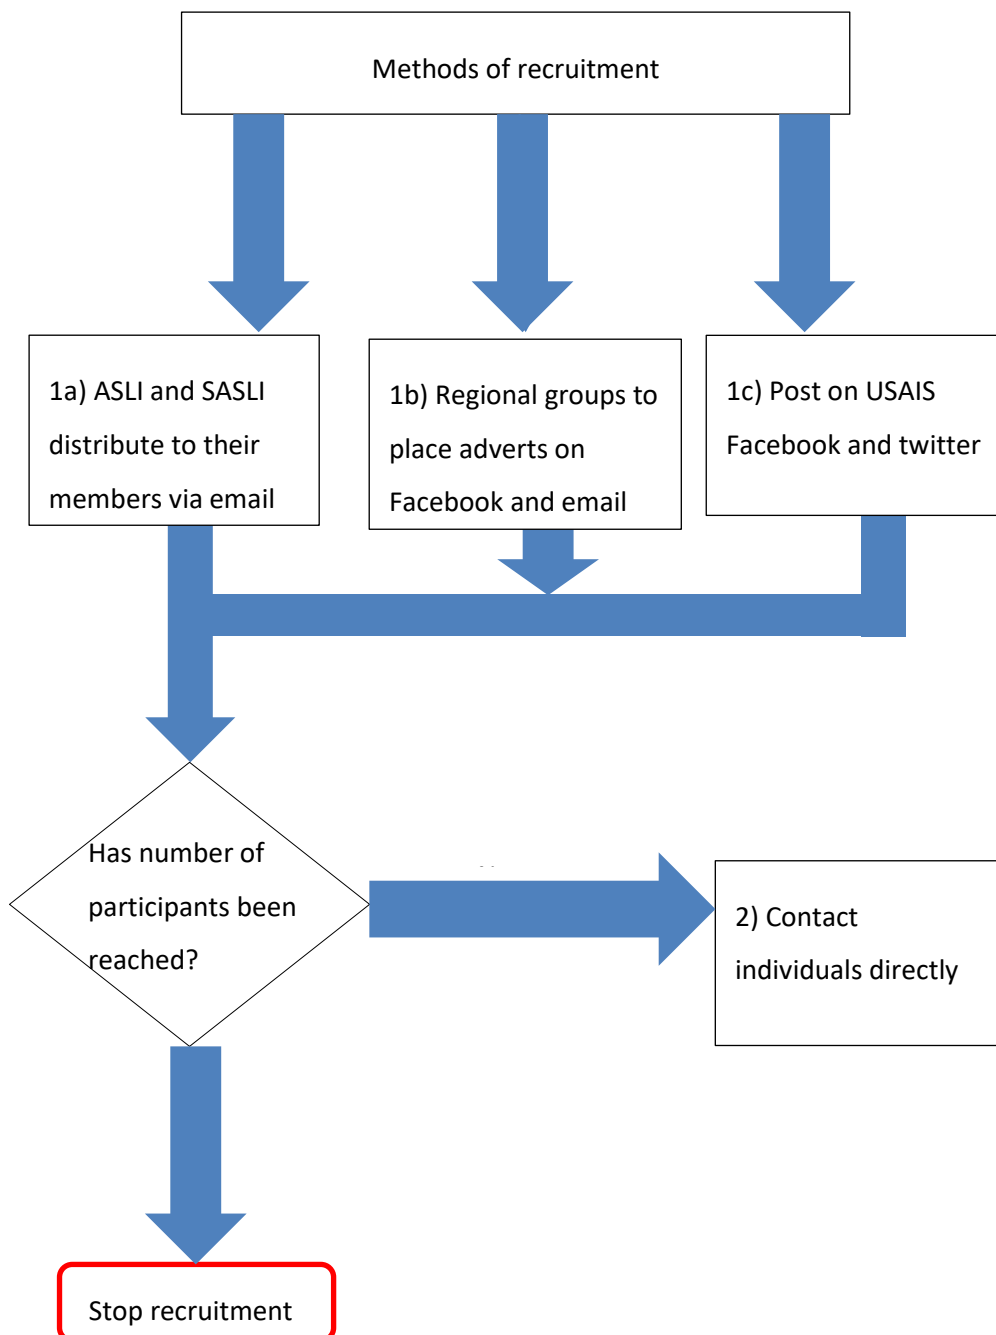 Methods of recruitment
1a) ASLI and SASLI
distribute to their
members via email
1b) Regional groups to
place adverts on
Facebook and email
1c) Post on USAIS
Facebook and twitter
Has number of
participants been
reached?
2) Contact
individuals directly
Stop recruitment